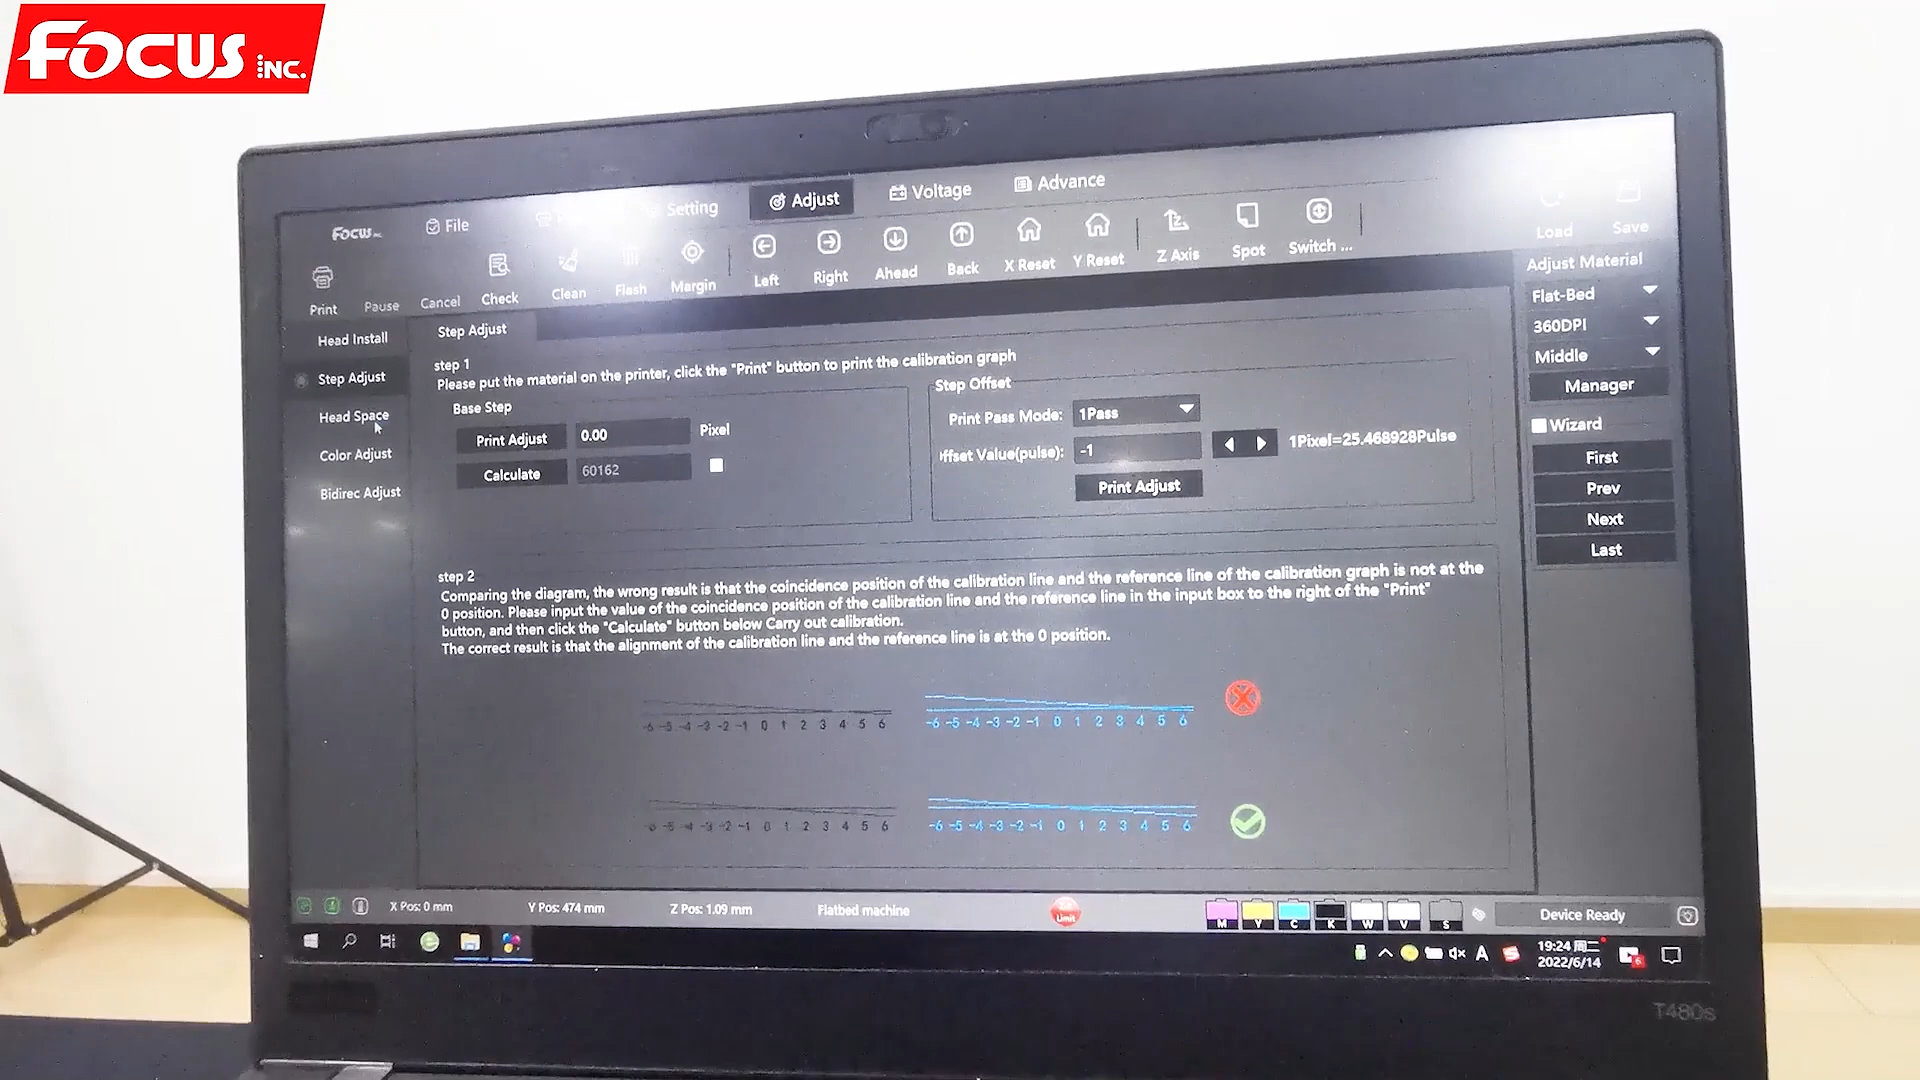 FOCUS INC.
FOCUS INC.
File
Setting
Adjust
Voltage
Advance
Print
Pause
Cancel
Check
Clean
Flash
Margin
Left
Right
Ahead
Back
X Reset
Y Reset
Z Axis
Spot
Switch ...
Load
Save
Head Install
Step Adjust
Head Space
Color Adjust
Bidirec Adjust
Step Adjust
step 1
Please put the material on the printer, click the "Print" button to print the calibration graph
Base Step
Print Adjust 0.00 Pixel
Calculate 60162
Step Offset
Print Pass Mode: 1Pass
ffset Value(pulse): -1 1Pixel=25.468928Pulse
Print Adjust
step 2
Comparing the diagram, the wrong result is that the coincidence position of the calibration line and the reference line of the calibration graph is not at the
0 position. Please input the value of the coincidence position of the calibration line and the reference line in the input box to the right of the "Print"
button, and then click the "Calculate" button below Carry out calibration.
The correct result is that the alignment of the calibration line and the reference line is at the 0 position.
-6 -5 -4 -3 -2 -1 0 1 2 3 4 5 6
-6 -5 -4 -3 -2 -1 0 1 2 3 4 5 6
-6 -5 -4 -3 -2 -1 0 1 2 3 4 5 6
-6 -5 -4 -3 -2 -1 0 1 2 3 4 5 6
Adjust Material
Flat-Bed
360DPI
Middle
Manager
Wizard
First
Prev
Next
Last
X Pos: 0 mm
Y Pos: 474 mm
Z Pos: 1.09 mm
Flatbed machine
Limit
M Y C K W V S
Device Ready
A
19:24 周二
2022/6/14
6
T480s